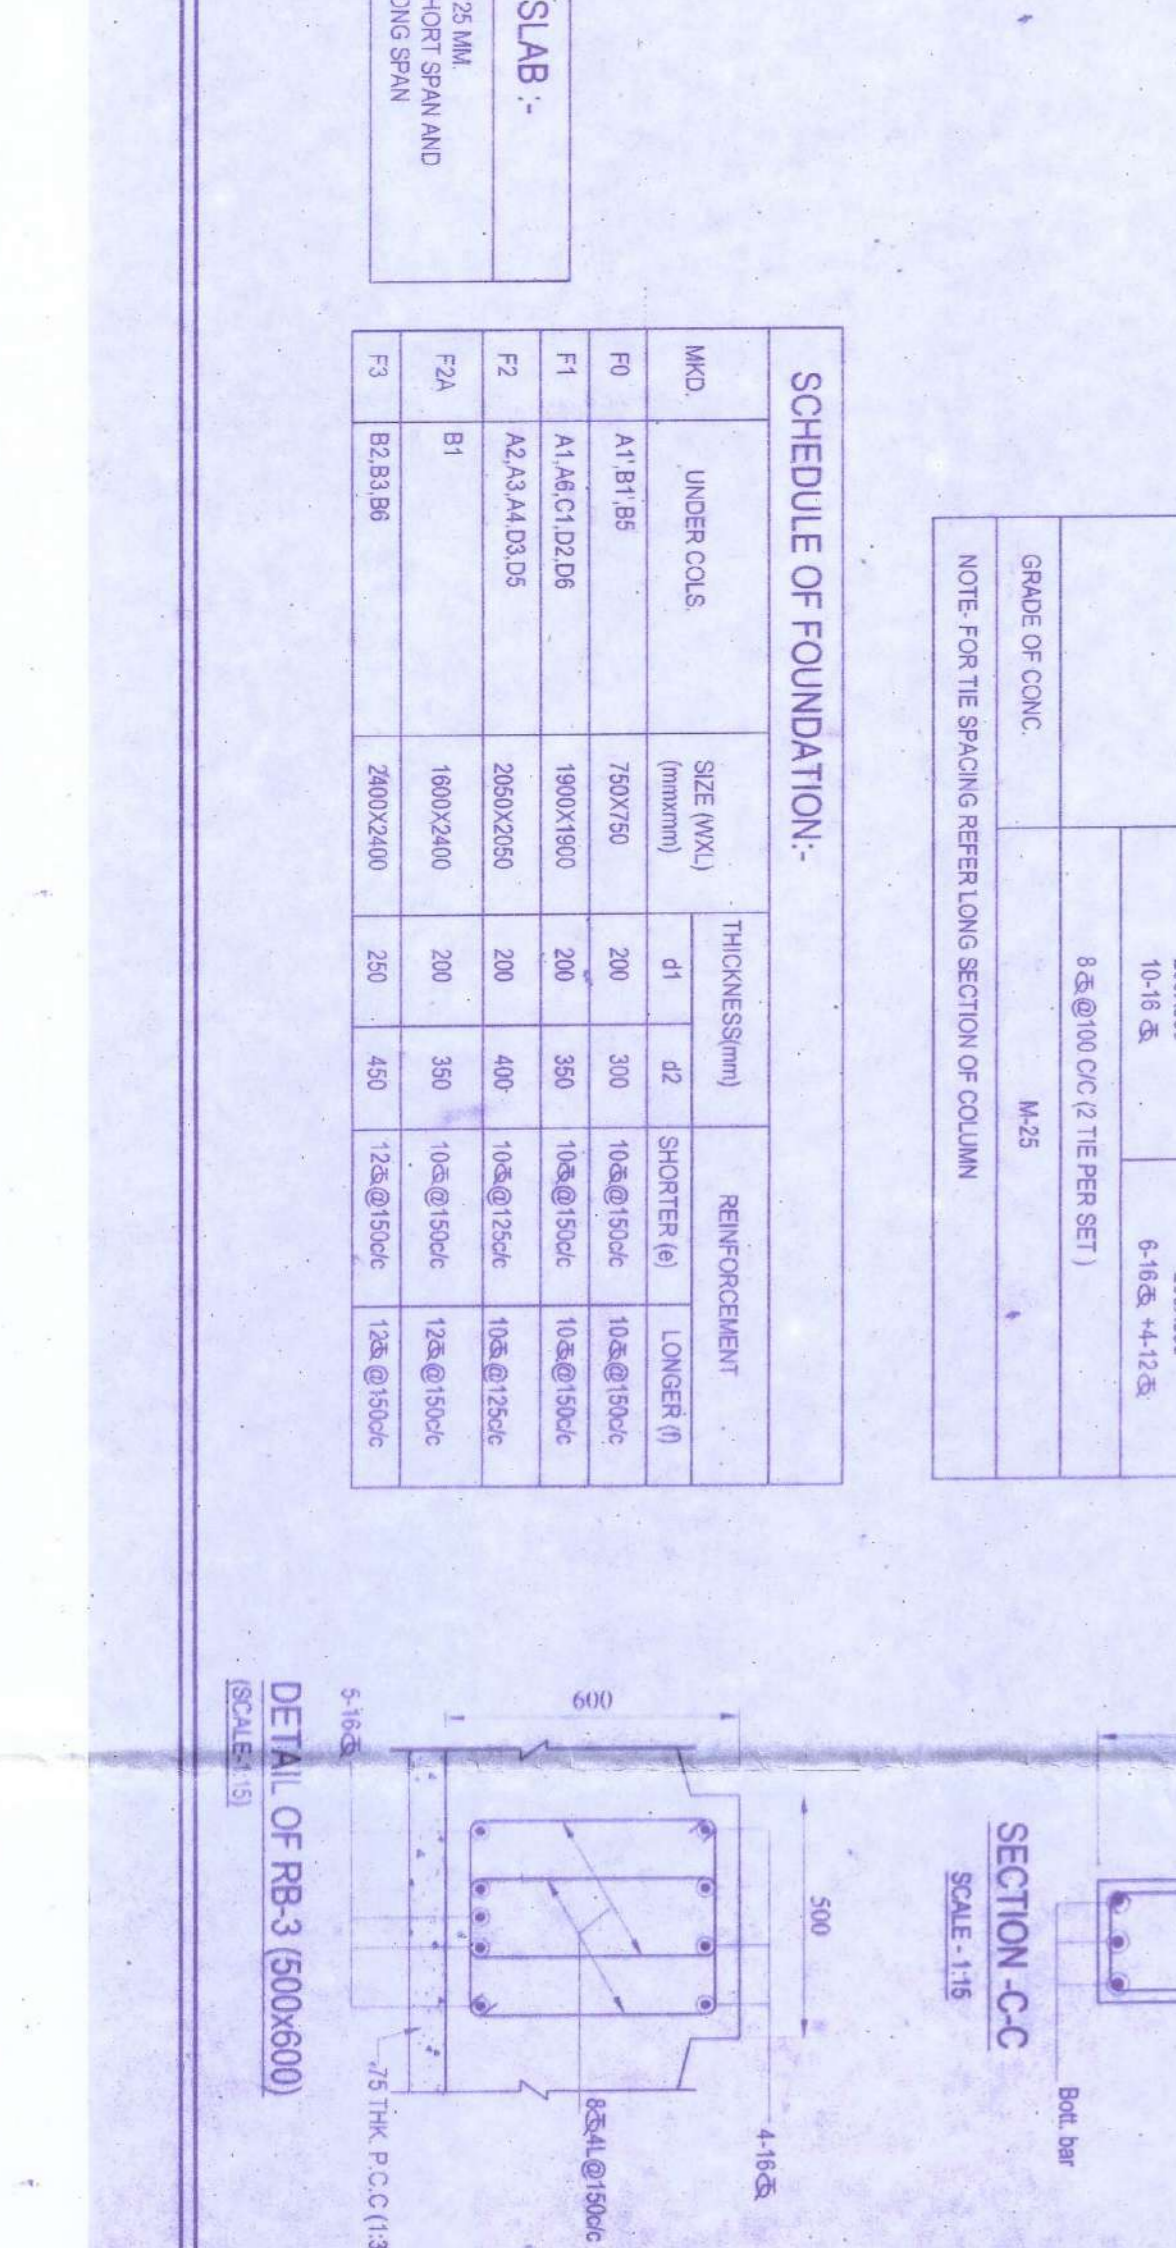 SLAB :-
25 MM.
HORT SPAN AND
ONG SPAN
10-16
6-16 +4-12
8 @100 C/C (2 TIE PER SET )
GRADE OF CONC. M-25
NOTE- FOR TIE SPACING REFER LONG SECTION OF COLUMN
SCHEDULE OF FOUNDATION:-
MKD. UNDER COLS. SIZE (WXL) (mmxmm) THICKNESS(mm) REINFORCEMENT
d1 d2 SHORTER (e) LONGER (f)
F0 A1',B1',B5 750X750 200 300 10 @150c/c 10 @150c/c
F1 A1,A6,C1,D2,D6 1900X1900 200 350 10 @150c/c 10 @150c/c
F2 A2,A3,A4,D3,D5 2050X2050 200 400 10 @125c/c 10 @125c/c
F2A B1 1600X2400 200 350 10 @150c/c 12 @150c/c
F3 B2,B3,B6 2400X2400 250 450 12 @150c/c 12 @150c/c
Bott. bar
SECTION -C-C
SCALE - 1:15
500
4-16
600
8 4L@150c/c
5-16
75 THK. P.C.C (1:3
DETAIL OF RB-3 (500x600)
(SCALE-1:15)